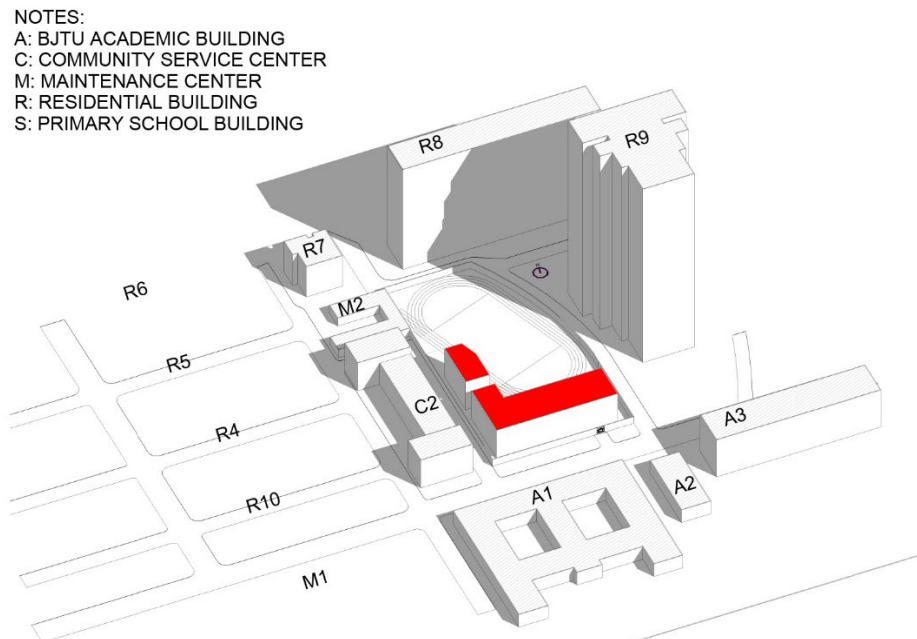 NOTES:
A: BJTU ACADEMIC BUILDING
C: COMMUNITY SERVICE CENTER
M: MAINTENANCE CENTER
R: RESIDENTIAL BUILDING
S: PRIMARY SCHOOL BUILDING
R8
R9
R7
R6
M2
R5
C2
A3
R4
A2
R10
A1
M1